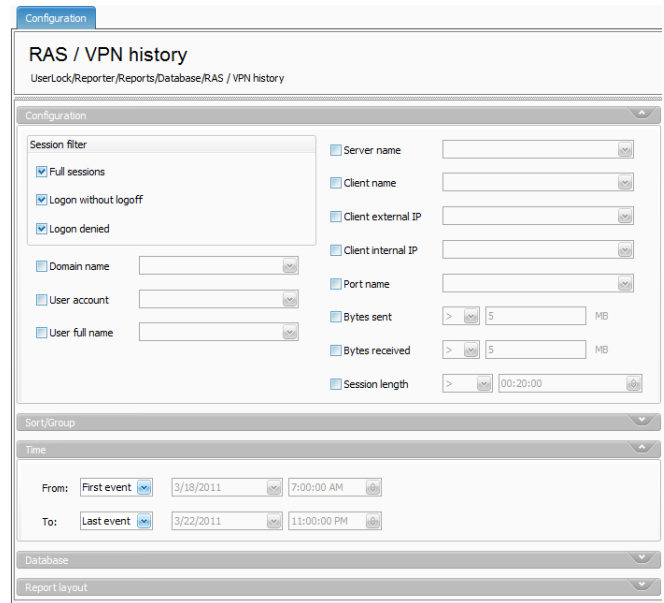 Configuration
RAS / VPN history
UserLock/Reporter/Reports/Database/RAS / VPN history
Configuration
Session filter
Full sessions
Logon without logoff
Logon denied
Domain name
User account
User full name
Server name
Client name
Client external IP
Client internal IP
Port name
Bytes sent > 5 MB
Bytes received > 5 MB
Session length > 00:20:00
Sort/Group
Time
From: First event 3/18/2011 7:00:00 AM
To: Last event 3/22/2011 11:00:00 PM
Database
Report layout